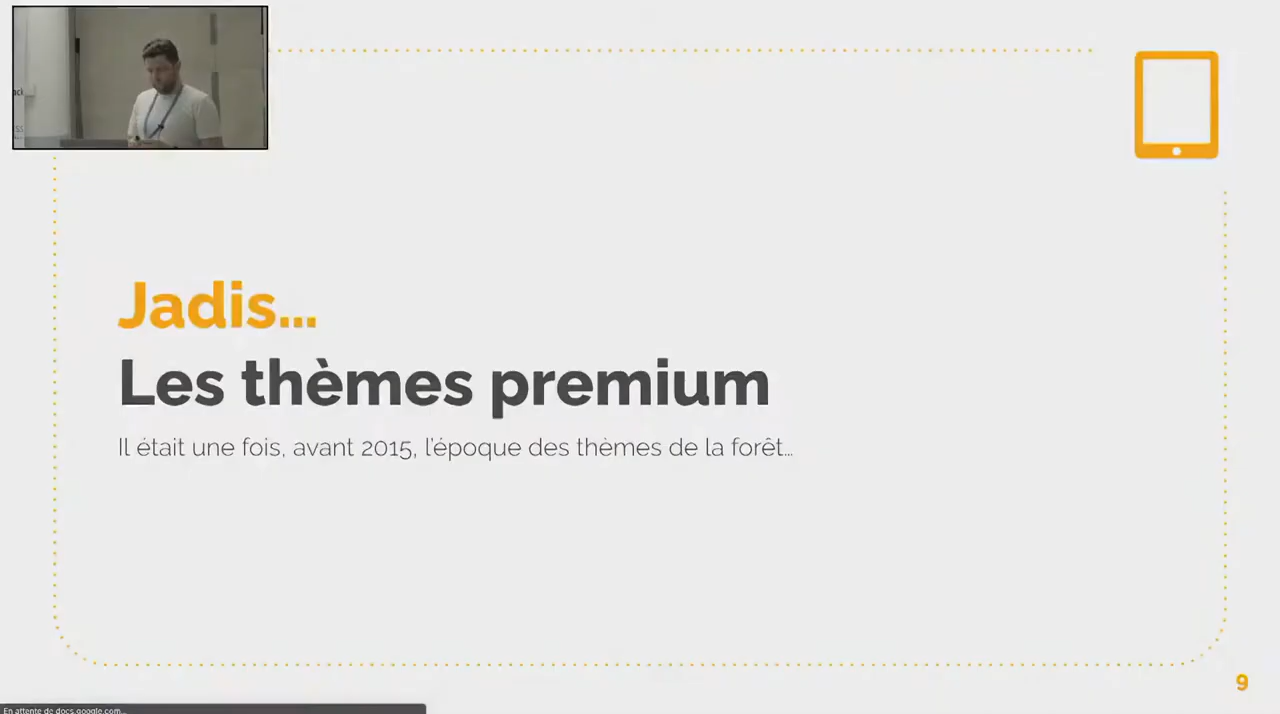 Jadis...
Les thèmes premium
Il était une fois, avant 2015, l'époque des thèmes de la forêt...
9
En attente de docs.google.com...